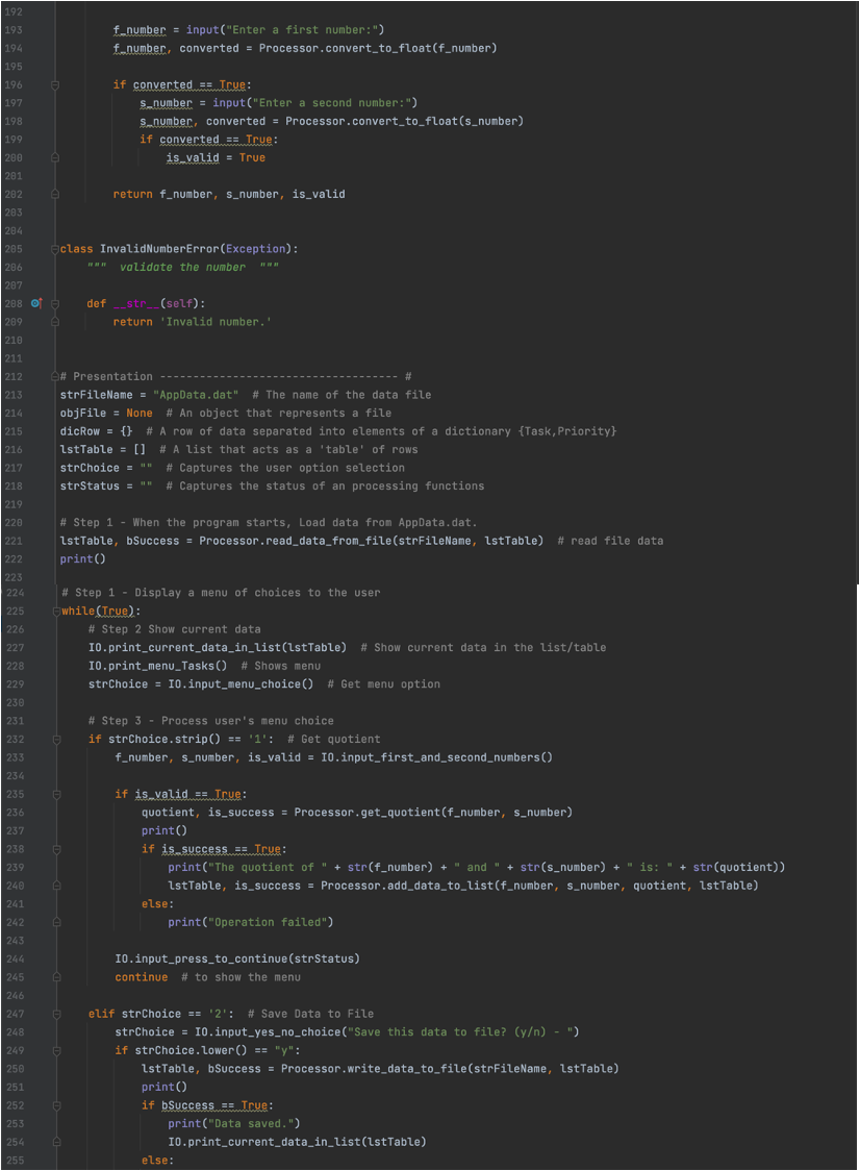 192
193 f_number = input("Enter a first number:")
194 f_number, converted = Processor.convert_to_float(f_number)
195
196 if converted == True:
197 s_number = input("Enter a second number:")
198 s_number, converted = Processor.convert_to_float(s_number)
199 if converted == True:
200 is_valid = True
201
202 return f_number, s_number, is_valid
203
204
205 class InvalidNumberError(Exception):
206 """  validate the number  """
207
208 def __str__(self):
209 return 'Invalid number.'
210
211
212 # Presentation ------------------------------------ #
213 strFileName = "AppData.dat"  # The name of the data file
214 objFile = None  # An object that represents a file
215 dicRow = {}  # A row of data separated into elements of a dictionary {Task,Priority}
216 lstTable = []  # A list that acts as a 'table' of rows
217 strChoice = ""  # Captures the user option selection
218 strStatus = ""  # Captures the status of an processing functions
219
220 # Step 1 - When the program starts, Load data from AppData.dat.
221 lstTable, bSuccess = Processor.read_data_from_file(strFileName, lstTable)  # read file data
222 print()
223
224 # Step 1 - Display a menu of choices to the user
225 while(True):
226 # Step 2 Show current data
227 IO.print_current_data_in_list(lstTable)  # Show current data in the list/table
228 IO.print_menu_Tasks()  # Shows menu
229 strChoice = IO.input_menu_choice()  # Get menu option
230
231 # Step 3 - Process user's menu choice
232 if strChoice.strip() == '1':  # Get quotient
233 f_number, s_number, is_valid = IO.input_first_and_second_numbers()
234
235 if is_valid == True:
236 quotient, is_success = Processor.get_quotient(f_number, s_number)
237 print()
238 if is_success == True:
239 print("The quotient of " + str(f_number) + " and " + str(s_number) + " is: " + str(quotient))
240 lstTable, is_success = Processor.add_data_to_list(f_number, s_number, quotient, lstTable)
241 else:
242 print("Operation failed")
243
244 IO.input_press_to_continue(strStatus)
245 continue  # to show the menu
246
247 elif strChoice == '2':  # Save Data to File
248 strChoice = IO.input_yes_no_choice("Save this data to file? (y/n) - ")
249 if strChoice.lower() == "y":
250 lstTable, bSuccess = Processor.write_data_to_file(strFileName, lstTable)
251 print()
252 if bSuccess == True:
253 print("Data saved.")
254 IO.print_current_data_in_list(lstTable)
255 else: